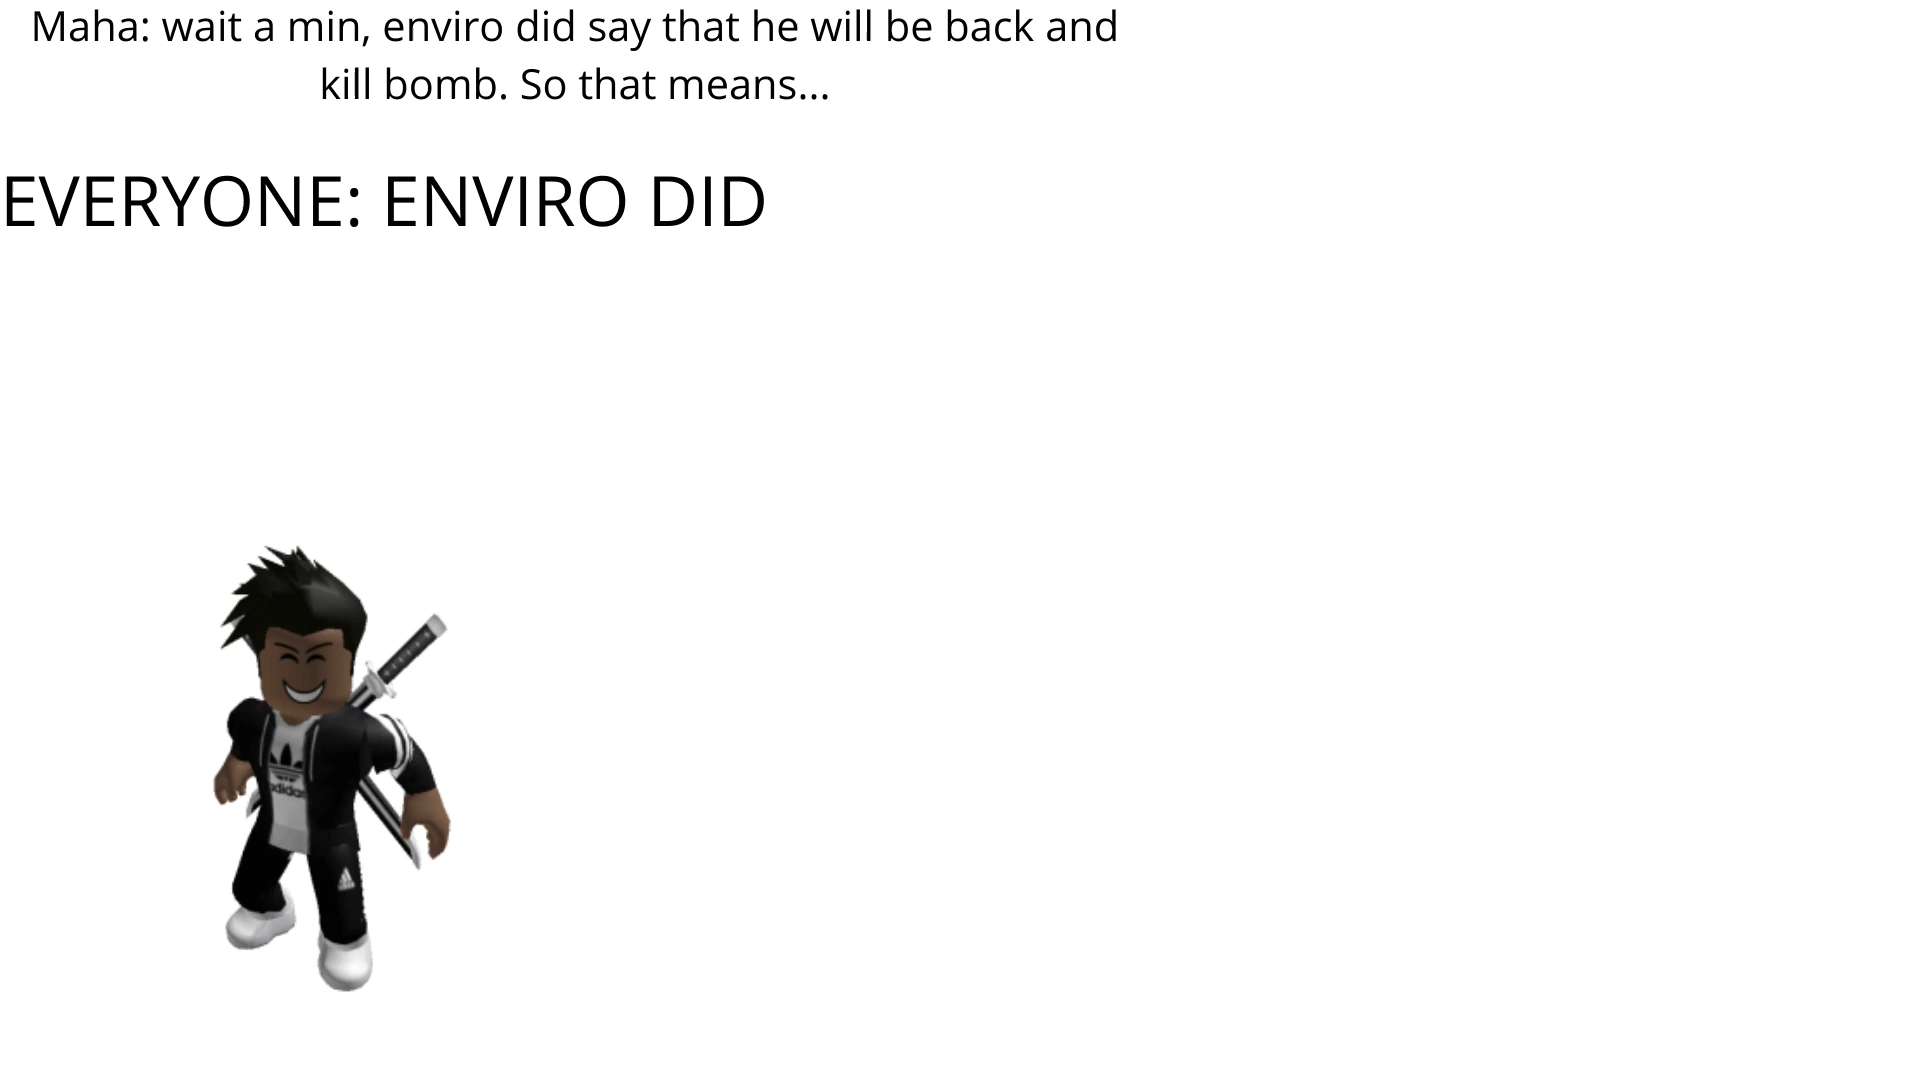 Maha: wait a min, enviro did say that he will be back and
kill bomb. So that means...
EVERYONE: ENVIRO DID
adidas